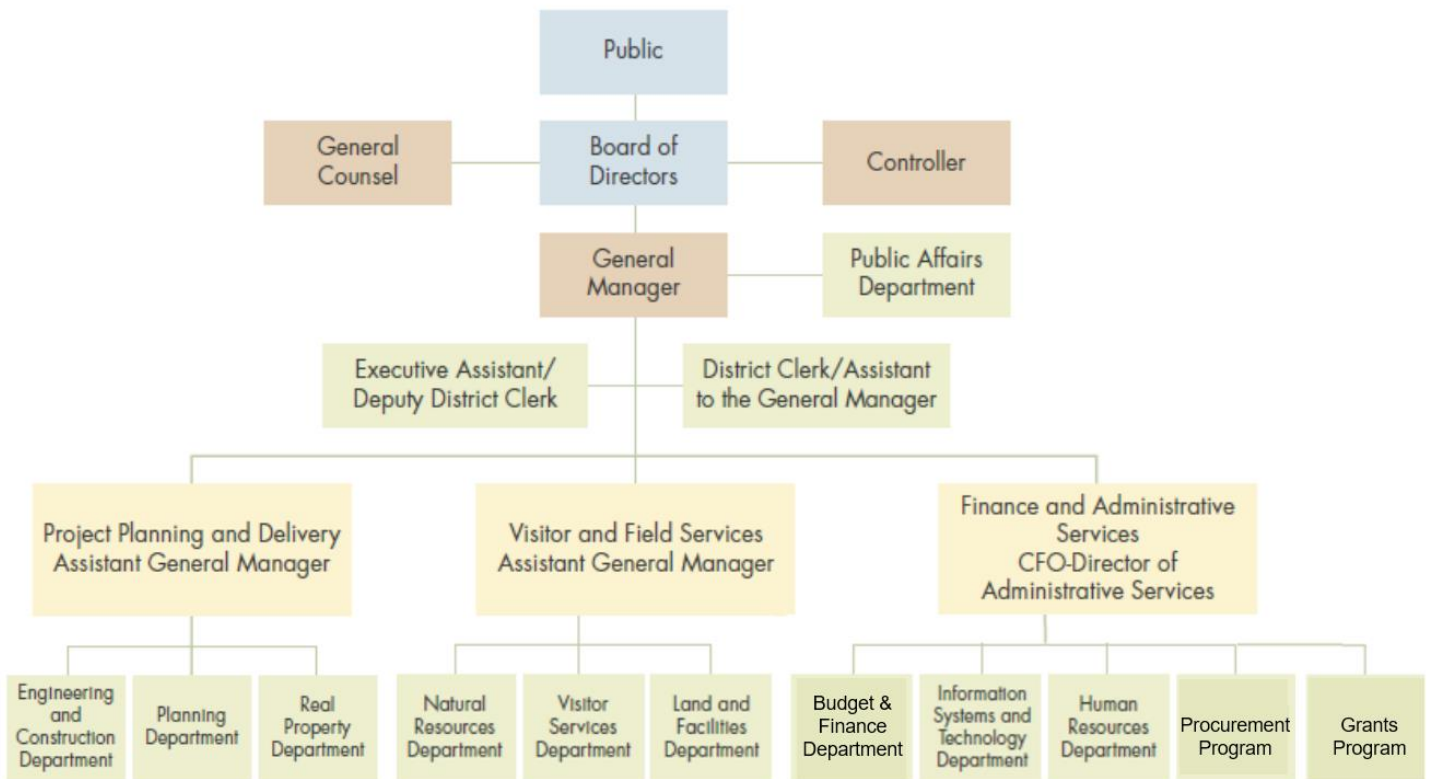 Public
General
Counsel
Board of
Directors
Controller
General
Manager
Public Affairs
Department
Executive Assistant/
Deputy District Clerk
District Clerk/Assistant
to the General Manager
Project Planning and Delivery
Assistant General Manager
Visitor and Field Services
Assistant General Manager
Finance and Administrative
Services
CFO-Director of
Administrative Services
Engineering
and
Construction
Department
Planning
Department
Real
Property
Department
Natural
Resources
Department
Visitor
Services
Department
Land and
Facilities
Department
Budget &
Finance
Department
Information
Systems and
Technology
Department
Human
Resources
Department
Procurement
Program
Grants
Program